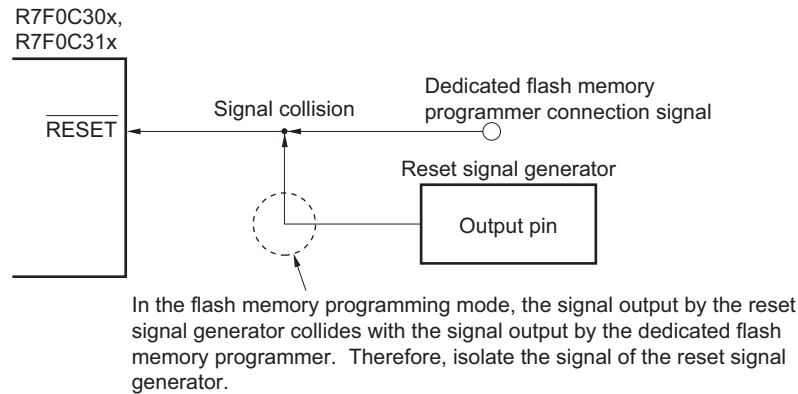 R7F0C30x,
R7F0C31x
Dedicated flash memory
programmer connection signal
Signal collision
RESET
Reset signal generator
Output pin
In the flash memory programming mode, the signal output by the reset
signal generator collides with the signal output by the dedicated flash
memory programmer.  Therefore, isolate the signal of the reset signal
generator.